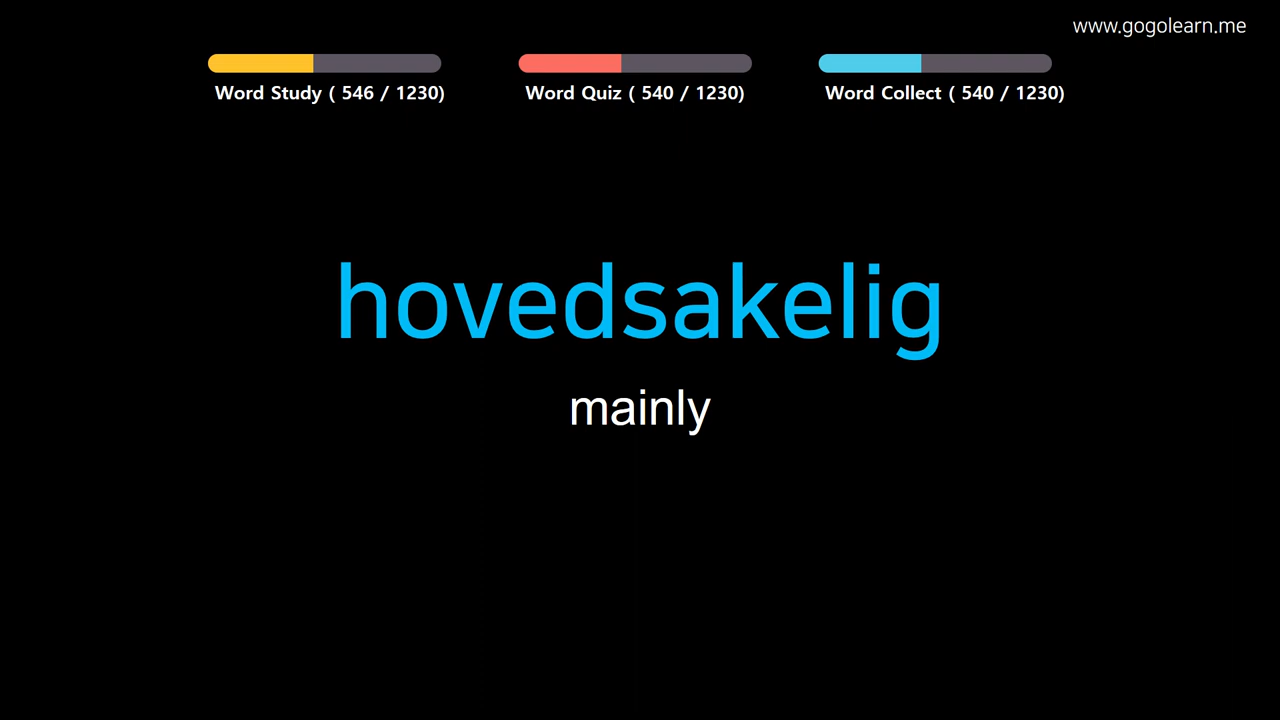 www.gogolearn.me
Word Study ( 546 / 1230)
Word Quiz ( 540 / 1230)
Word Collect ( 540 / 1230)
hovedsakelig
mainly